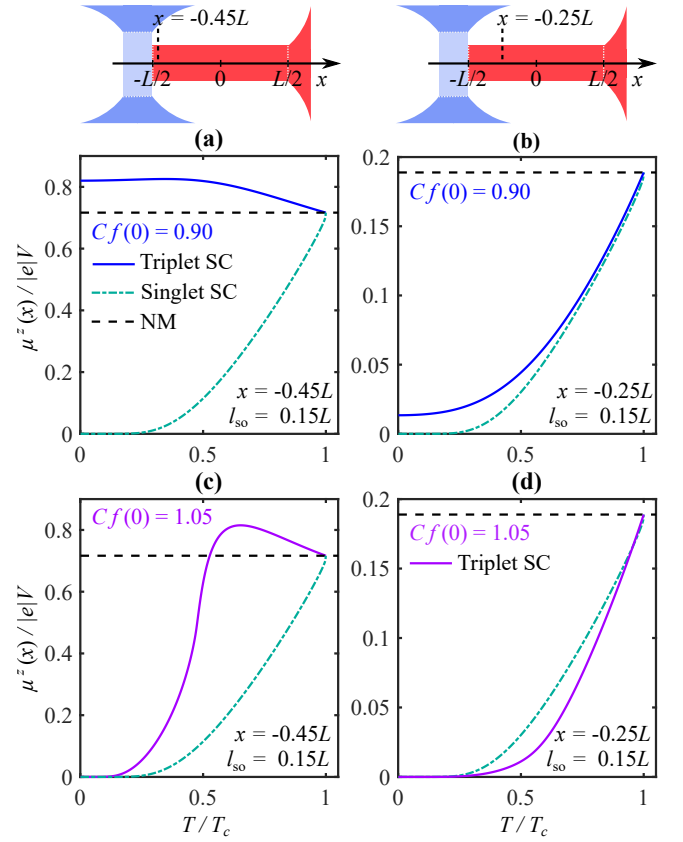 x = -0.45L
-L/2 0 L/2 x
x = -0.25L
-L/2 0 L/2 x
(a)
μ^z(x) / |e|V
0.8
0.6
0.4
0.2
0
Cf(0) = 0.90
Triplet SC
Singlet SC
NM
x = -0.45L
l_so = 0.15L
0 0.5 1
(b)
0.2
0.15
0.1
0.05
0
Cf(0) = 0.90
x = -0.25L
l_so = 0.15L
0 0.5 1
(c)
μ^z(x) / |e|V
0.8
0.6
0.4
0.2
0
Cf(0) = 1.05
x = -0.45L
l_so = 0.15L
0 0.5 1
T / T_c
(d)
0.2
0.15
0.1
0.05
0
Cf(0) = 1.05
Triplet SC
x = -0.25L
l_so = 0.15L
0 0.5 1
T / T_c